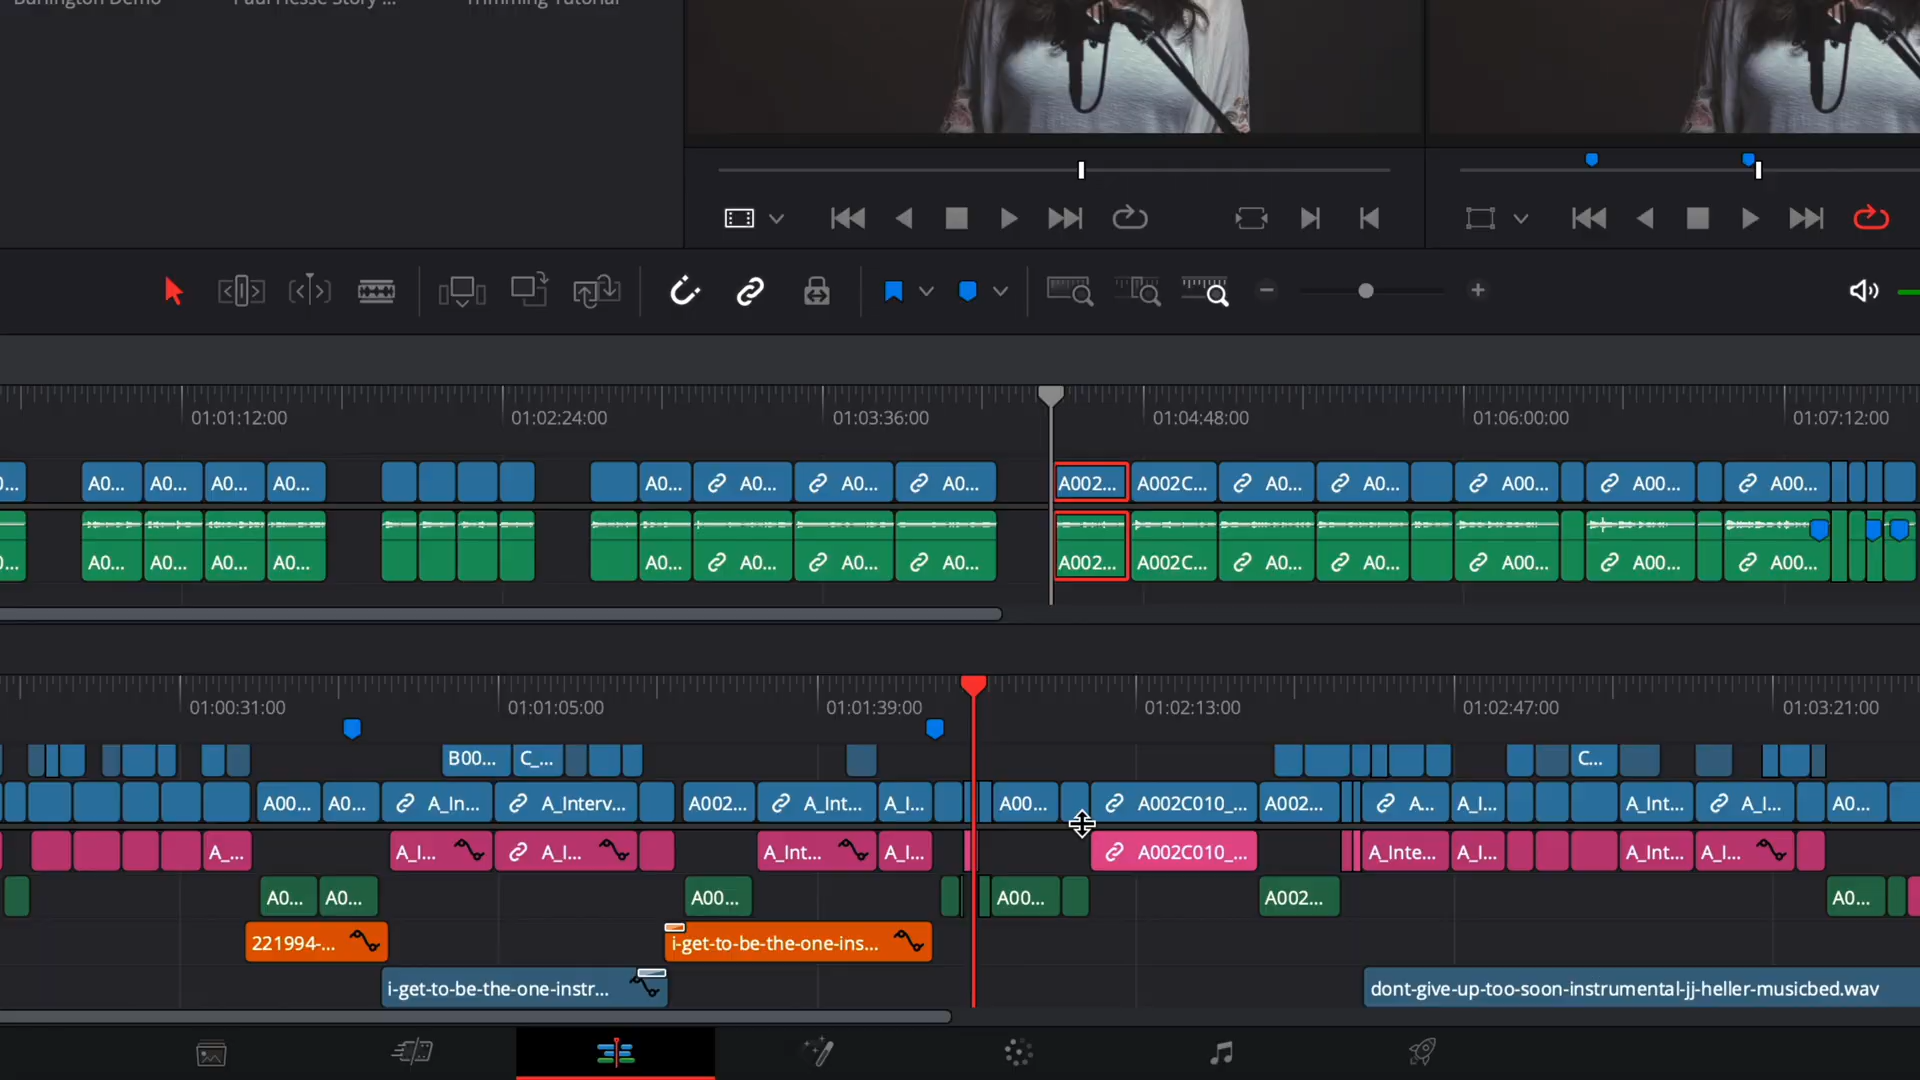 Burlington Demo Paul Hesse Story ... Trimming Tutorial
01:01:12:00 01:02:24:00 01:03:36:00 01:04:48:00 01:06:00:00 01:07:12:00
0... A0... A0... A0... A0... A0... A0... A0... A0... A002... A002C... A0... A0... A00... A00... A00...
0... A0... A0... A0... A0... A0... A0... A0... A0... A002... A002C... A0... A0... A00... A00... A00...
01:00:31:00 01:01:05:00 01:01:39:00 01:02:13:00 01:02:47:00 01:03:21:00
B00... C_... C...
A00... A0... A_In... A_Interv... A002... A_Int... A_I... A00... A002C010_... A002... A... A_I... A_Int... A_I... A0...
A_... A_I... A_I... A_Int... A_I... A002C010_... A_Inte... A_I... A_Int... A_I...
A0... A0... A00... A00... A002... A0...
221994-... i-get-to-be-the-one-ins...
i-get-to-be-the-one-instr... dont-give-up-too-soon-instrumental-jj-heller-musicbed.wav